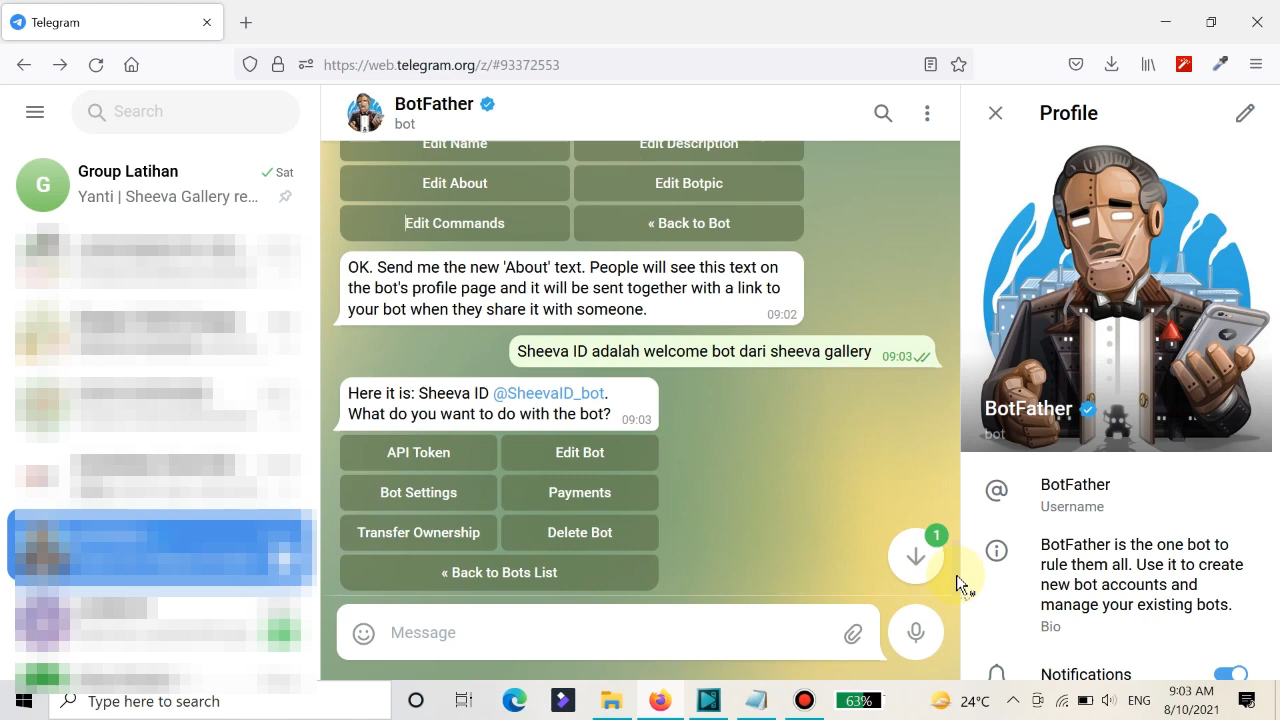 Telegram
https://web.telegram.org/z/#93372553
Search
Group Latihan
Sat
Yanti | Sheeva Gallery re...
G
BotFather
bot
Edit Name
Edit Description
Edit About
Edit Botpic
Edit Commands
« Back to Bot
OK. Send me the new 'About' text. People will see this text on
the bot's profile page and it will be sent together with a link to
your bot when they share it with someone.
09:02
Sheeva ID adalah welcome bot dari sheeva gallery
09:03
Here it is: Sheeva ID @SheevaID_bot.
What do you want to do with the bot?
09:03
API Token
Edit Bot
Bot Settings
Payments
Transfer Ownership
Delete Bot
« Back to Bots List
1
Message
Profile
BotFather
bot
BotFather
Username
BotFather is the one bot to
rule them all. Use it to create
new bot accounts and
manage your existing bots.
Bio
Notifications
Type here to search
63%
24°C
ENG
9:03 AM
8/10/2021